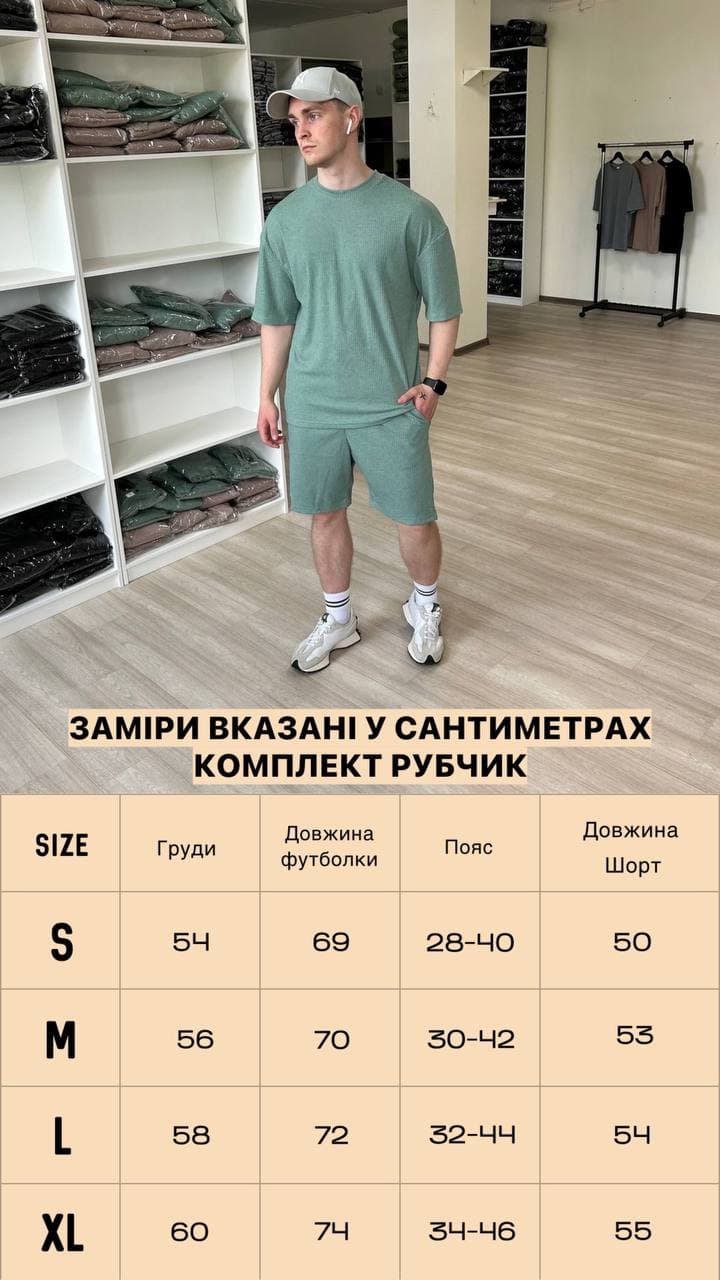 ЗАМІРИ ВКАЗАНІ У САНТИМЕТРАХ
КОМПЛЕКТ РУБЧИК
SIZE Груди Довжина футболки Пояс Довжина Шорт
S 54 69 28-40 50
M 56 70 30-42 53
L 58 72 32-44 54
XL 60 74 34-46 55